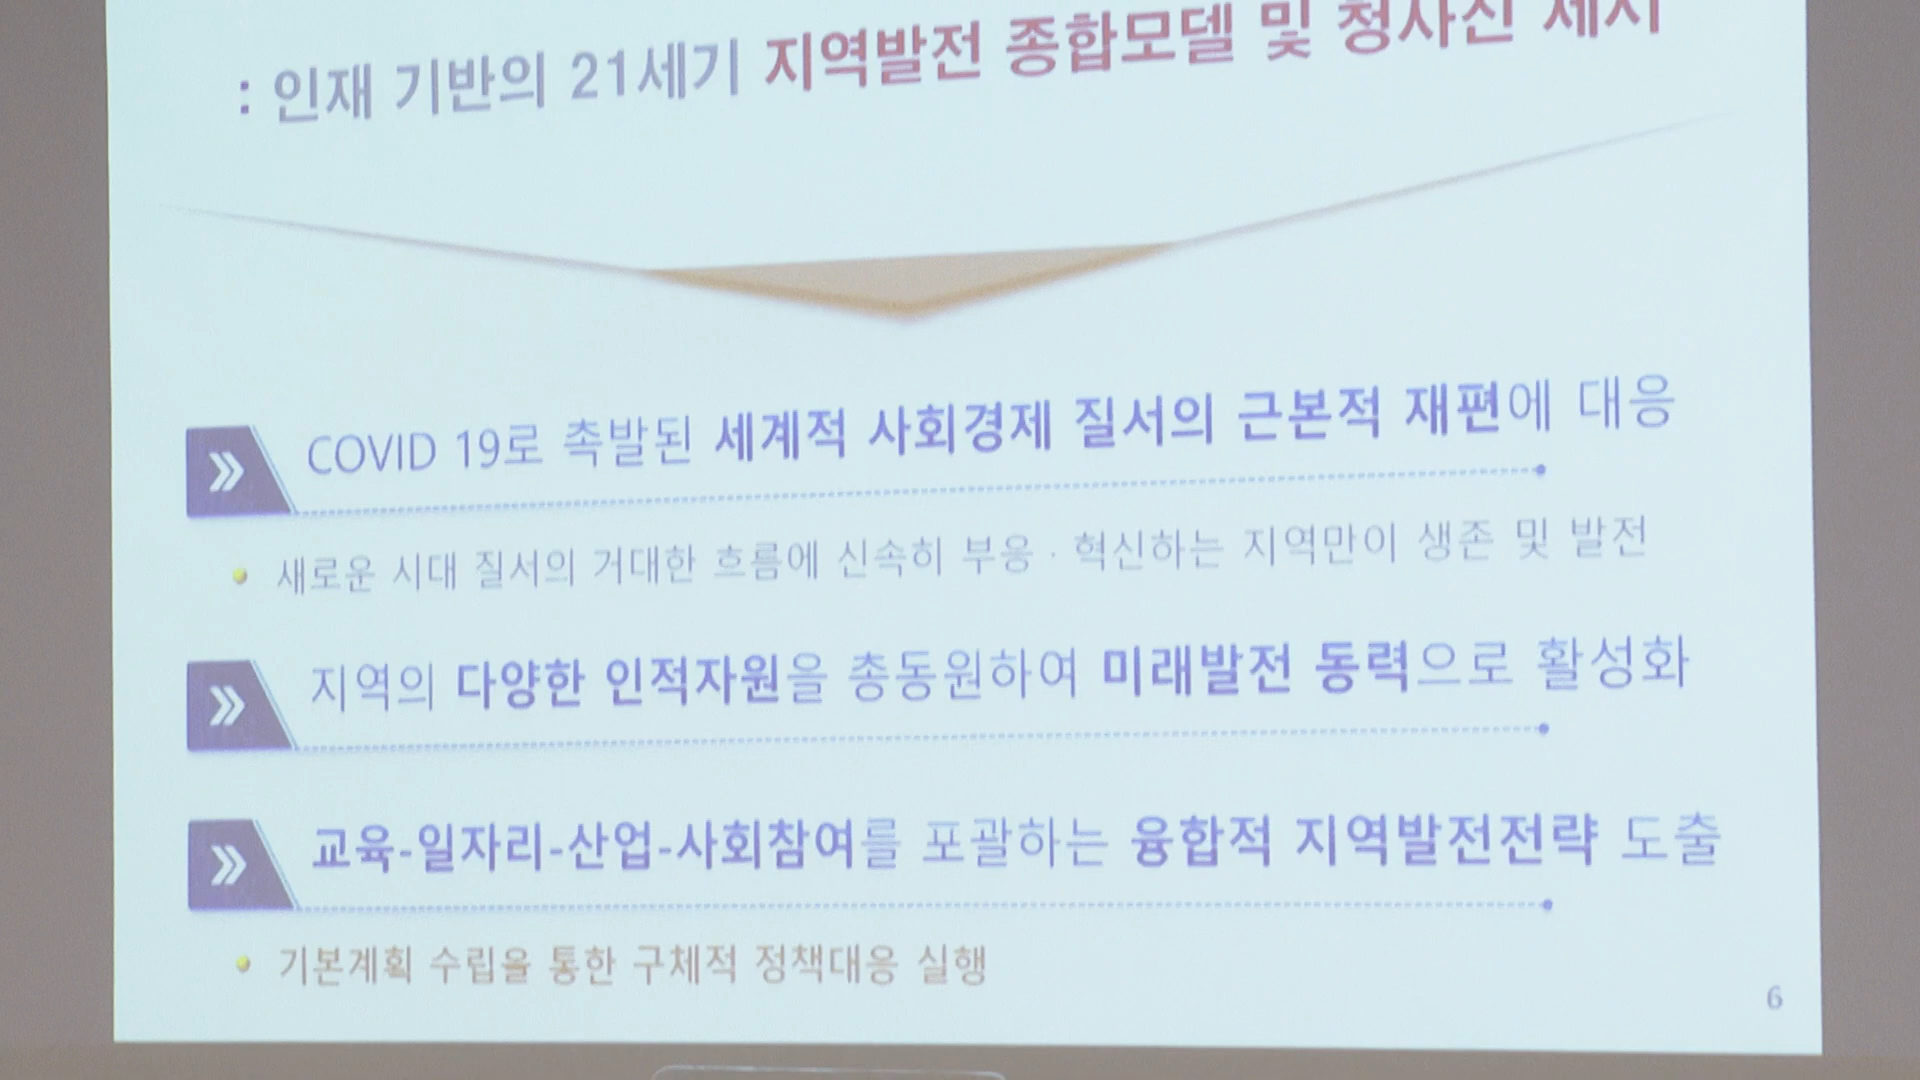 : 인재 기반의 21세기 지역발전 종합모델 및 청사진 제시
COVID 19로 촉발된 세계적 사회경제 질서의 근본적 재편에 대응
새로운 시대 질서의 거대한 흐름에 신속히 부응 · 혁신하는 지역만이 생존 및 발전
지역의 다양한 인적자원을 총동원하여 미래발전 동력으로 활성화
교육-일자리-산업-사회참여를 포괄하는 융합적 지역발전전략 도출
기본계획 수립을 통한 구체적 정책대응 실행
6